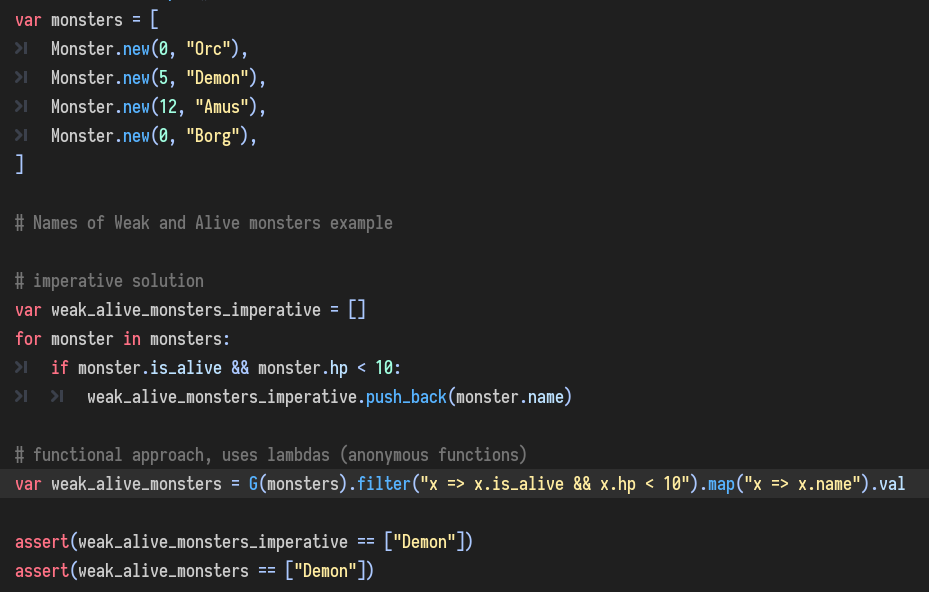 var monsters = [
Monster.new(0, "Orc"),
Monster.new(5, "Demon"),
Monster.new(12, "Amus"),
Monster.new(0, "Borg"),
]
# Names of Weak and Alive monsters example
# imperative solution
var weak_alive_monsters_imperative = []
for monster in monsters:
if monster.is_alive && monster.hp < 10:
weak_alive_monsters_imperative.push_back(monster.name)
# functional approach, uses lambdas (anonymous functions)
var weak_alive_monsters = G(monsters).filter("x => x.is_alive && x.hp < 10").map("x => x.name").val
assert(weak_alive_monsters_imperative == ["Demon"])
assert(weak_alive_monsters == ["Demon"])